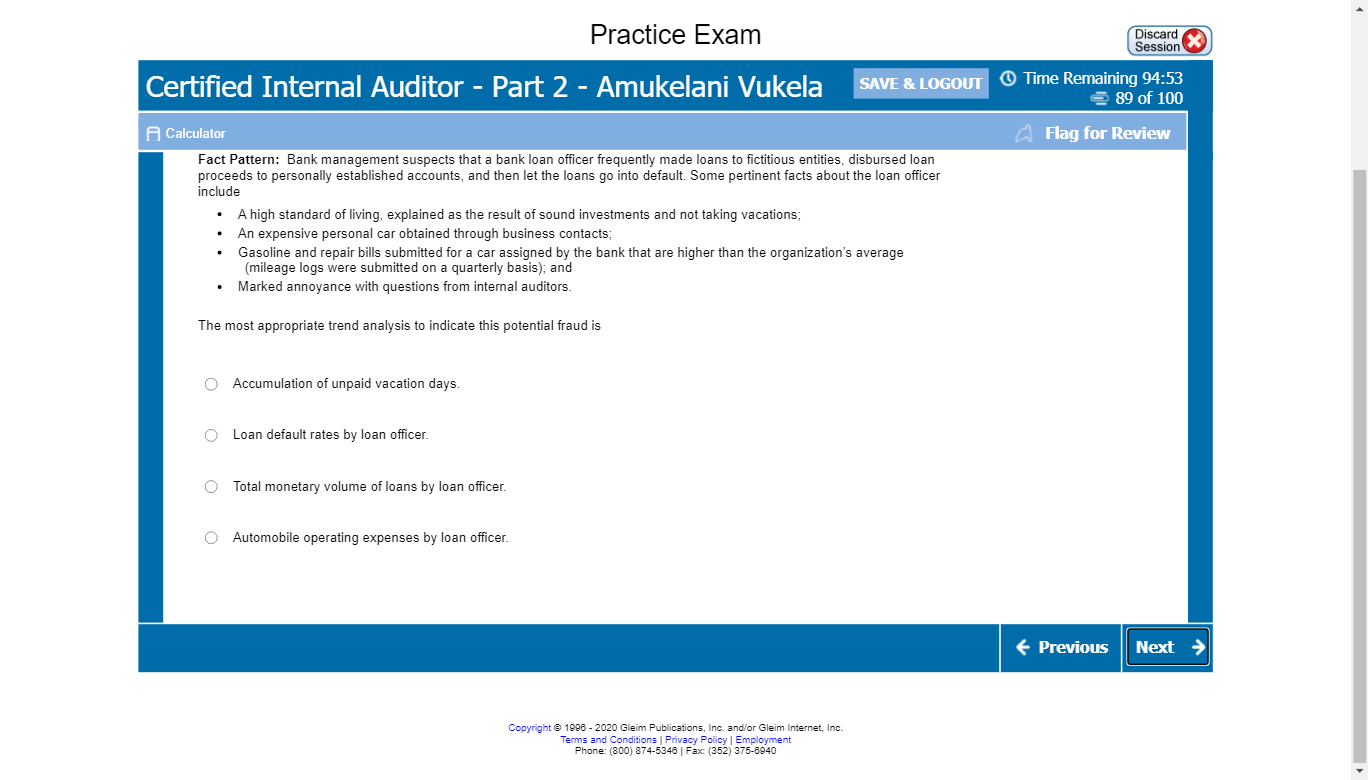 Practice Exam
Discard
Session
Certified Internal Auditor - Part 2 - Amukelani Vukela
SAVE & LOGOUT
Time Remaining 94:53
89 of 100
Calculator
Flag for Review
Fact Pattern: Bank management suspects that a bank loan officer frequently made loans to fictitious entities, disbursed loan
proceeds to personally established accounts, and then let the loans go into default. Some pertinent facts about the loan officer
include
• A high standard of living, explained as the result of sound investments and not taking vacations;
• An expensive personal car obtained through business contacts;
• Gasoline and repair bills submitted for a car assigned by the bank that are higher than the organization's average
(mileage logs were submitted on a quarterly basis); and
• Marked annoyance with questions from internal auditors.
The most appropriate trend analysis to indicate this potential fraud is
Accumulation of unpaid vacation days.
Loan default rates by loan officer.
Total monetary volume of loans by loan officer.
Automobile operating expenses by loan officer.
Previous
Next
Copyright © 1996 - 2020 Gleim Publications, Inc. and/or Gleim Internet, Inc.
Terms and Conditions | Privacy Policy | Employment
Phone: (800) 874-5346 | Fax: (352) 375-6940